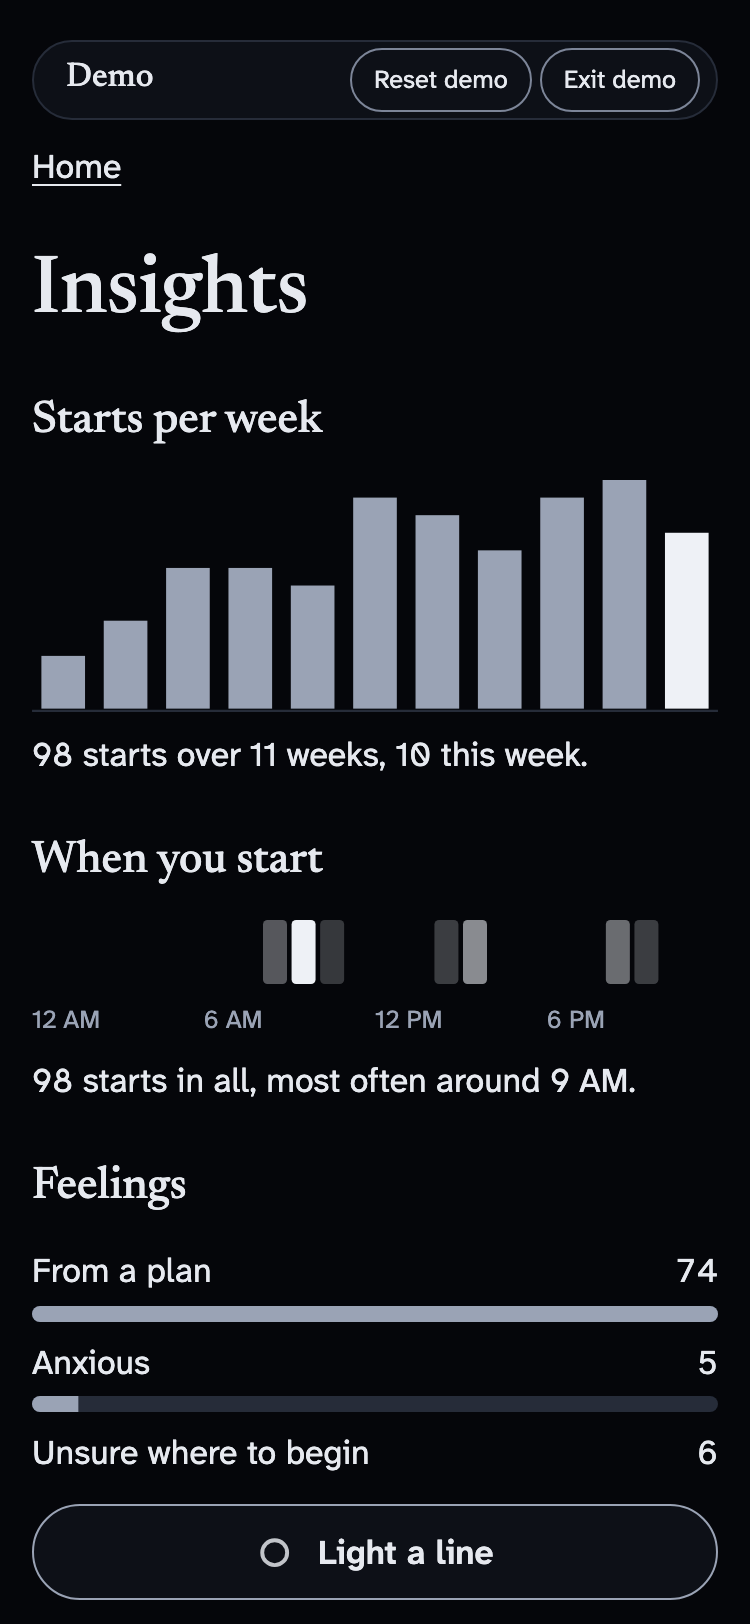 Demo
Reset demo
Exit demo
Home
Insights
Starts per week
98 starts over 11 weeks, 10 this week.
When you start
12 AM 6 AM 12 PM 6 PM
98 starts in all, most often around 9 AM.
Feelings
From a plan 74
Anxious 5
Unsure where to begin 6
Light a line